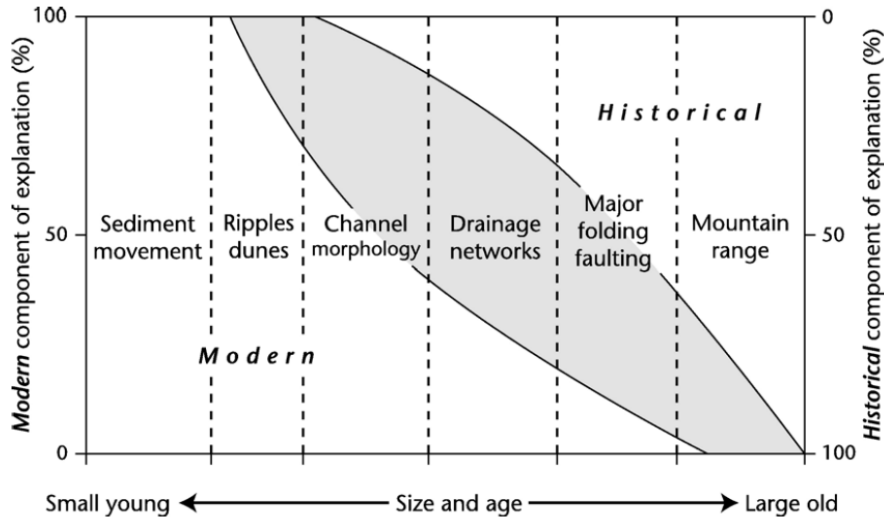 100
50
0
Modern component of explanation (%)
0
50
100
Historical component of explanation (%)
Historical
Modern
Sediment
movement
Ripples
dunes
Channel
morphology
Drainage
networks
Major
folding
faulting
Mountain
range
Small young
Size and age
Large old